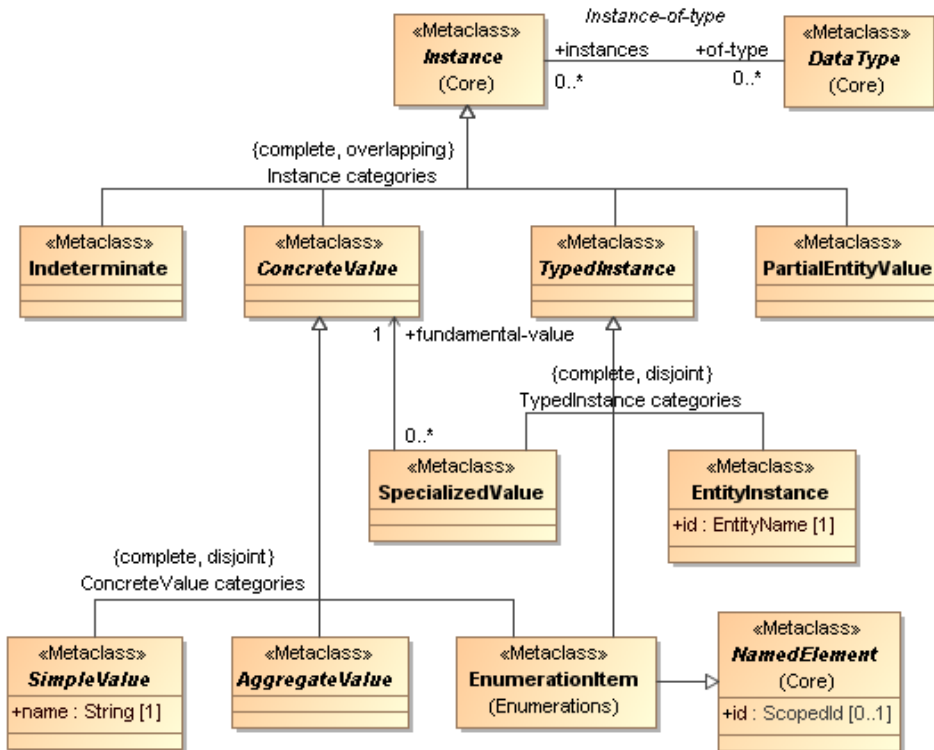 Instance-of-type
«Metaclass»
Instance
(Core)
+instances
+of-type
0..*
0..*
«Metaclass»
DataType
(Core)
{complete, overlapping}
Instance categories
«Metaclass»
Indeterminate
«Metaclass»
ConcreteValue
«Metaclass»
TypedInstance
«Metaclass»
PartialEntityValue
1
+fundamental-value
{complete, disjoint}
TypedInstance categories
0..*
«Metaclass»
SpecializedValue
«Metaclass»
EntityInstance
+id : EntityName [1]
{complete, disjoint}
ConcreteValue categories
«Metaclass»
SimpleValue
+name : String [1]
«Metaclass»
AggregateValue
«Metaclass»
EnumerationItem
(Enumerations)
«Metaclass»
NamedElement
(Core)
+id : ScopedId [0..1]